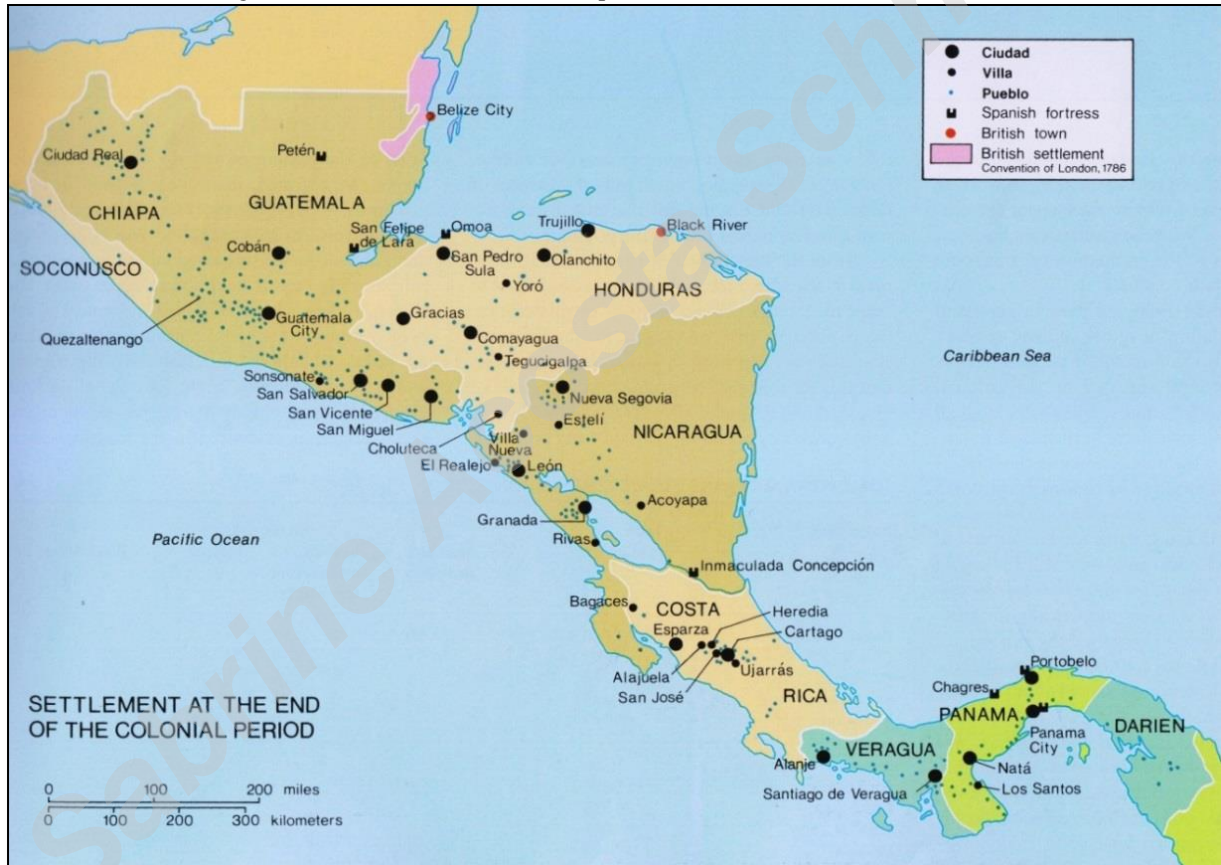 Ciudad
Villa
Pueblo
Spanish fortress
British town
British settlement
Convention of London, 1786
Belize City
Petén
Ciudad Real
CHIAPA
GUATEMALA
San Felipe
de Lara
Omoa
Trujillo
Black River
Cobán
San Pedro
Sula
Olanchito
SOCONUSCO
Yoró
HONDURAS
Quezaltenango
Guatemala
City
Gracias
Comayagua
Tegucigalpa
Caribbean Sea
Sonsonate
San Salvador
San Vicente
San Miguel
Nueva Segovia
Estelí
NICARAGUA
Choluteca
Villa
Nueva
El Realejo
León
Acoyapa
Granada
Pacific Ocean
Rivas
Inmaculada Concepción
Bagaces
COSTA
Heredia
Esparza
Cartago
Alajuela
Ujarrás
San José
RICA
Portobelo
Chagres
SETTLEMENT AT THE END
OF THE COLONIAL PERIOD
PANAMA
DARIEN
Panama
City
VERAGUA
Alanje
Natá
Santiago de Veragua
Los Santos
0 100 200 miles
0 100 200 300 kilometers
Sabrine Acosta Schn